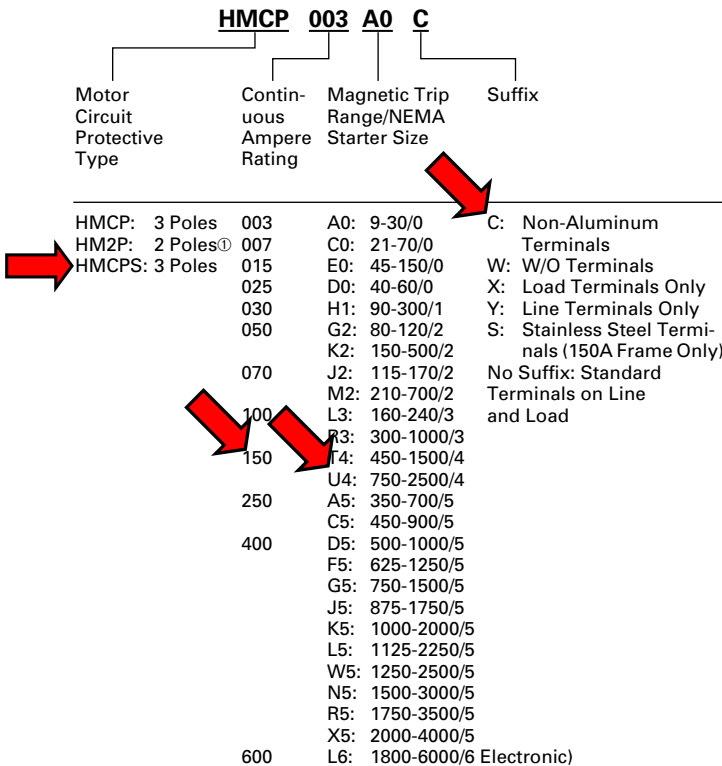 HMCP 003 A0 C
Motor
Circuit
Protective
Type
Contin-
uous
Ampere
Rating
Magnetic Trip
Range/NEMA
Starter Size
Suffix
HMCP: 3 Poles
HM2P: 2 Poles①
HMCPS: 3 Poles
003
007
015
025
030
050
070
100
150
250
400
600
A0: 9-30/0
C0: 21-70/0
E0: 45-150/0
D0: 40-60/0
H1: 90-300/1
G2: 80-120/2
K2: 150-500/2
J2: 115-170/2
M2: 210-700/2
L3: 160-240/3
R3: 300-1000/3
T4: 450-1500/4
U4: 750-2500/4
A5: 350-700/5
C5: 450-900/5
D5: 500-1000/5
F5: 625-1250/5
G5: 750-1500/5
J5: 875-1750/5
K5: 1000-2000/5
L5: 1125-2250/5
W5: 1250-2500/5
N5: 1500-3000/5
R5: 1750-3500/5
X5: 2000-4000/5
L6: 1800-6000/6 Electronic)
C: Non-Aluminum
Terminals
W: W/O Terminals
X: Load Terminals Only
Y: Line Terminals Only
S: Stainless Steel Termi-
nals (150A Frame Only)
No Suffix: Standard
Terminals on Line
and Load